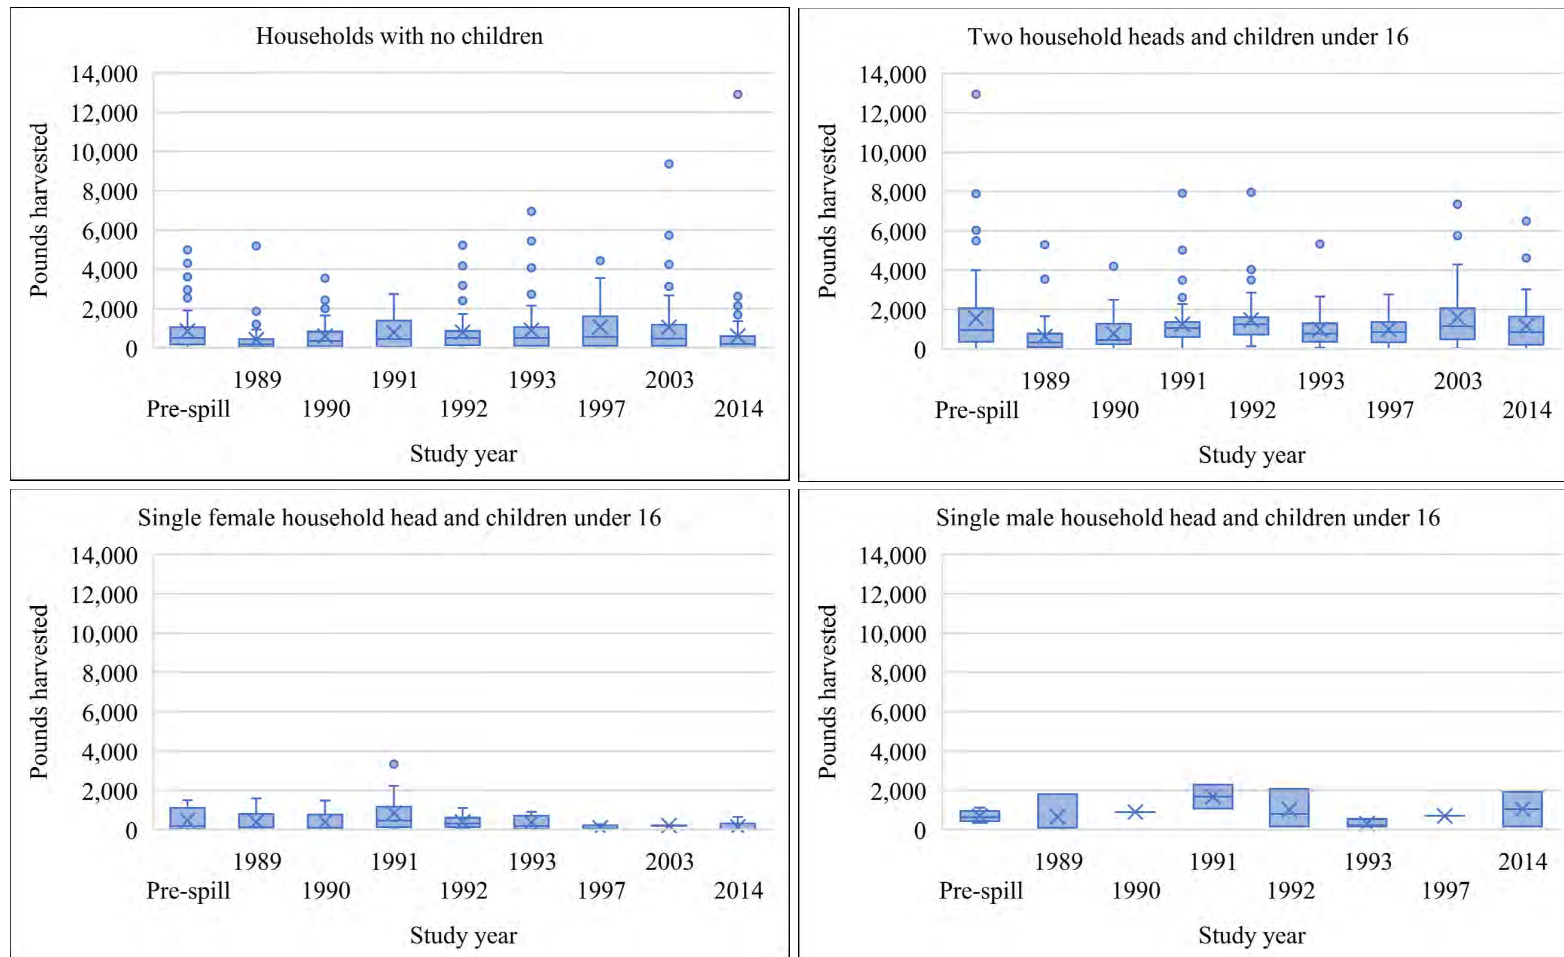 Households with no children
Pounds harvested
14,000
12,000
10,000
8,000
6,000
4,000
2,000
0
1989 1991 1993 2003
Pre-spill 1990 1992 1997 2014
Study year
Two household heads and children under 16
Pounds harvested
14,000
12,000
10,000
8,000
6,000
4,000
2,000
0
1989 1991 1993 2003
Pre-spill 1990 1992 1997 2014
Study year
Single female household head and children under 16
Pounds harvested
14,000
12,000
10,000
8,000
6,000
4,000
2,000
0
1989 1991 1993 2003
Pre-spill 1990 1992 1997 2014
Study year
Single male household head and children under 16
Pounds harvested
14,000
12,000
10,000
8,000
6,000
4,000
2,000
0
1989 1991 1993 2014
Pre-spill 1990 1992 1997
Study year